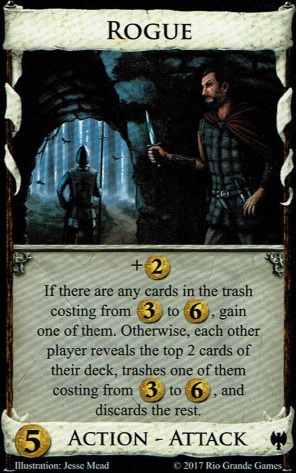 ROGUE
+2
If there are any cards in the trash
costing from 3 to 6, gain
one of them. Otherwise, each other
player reveals the top 2 cards of
their deck, trashes one of them
costing from 3 to 6, and
discards the rest.
5 ACTION - ATTACK
Illustration: Jesse Mead © 2017 Rio Grande Games